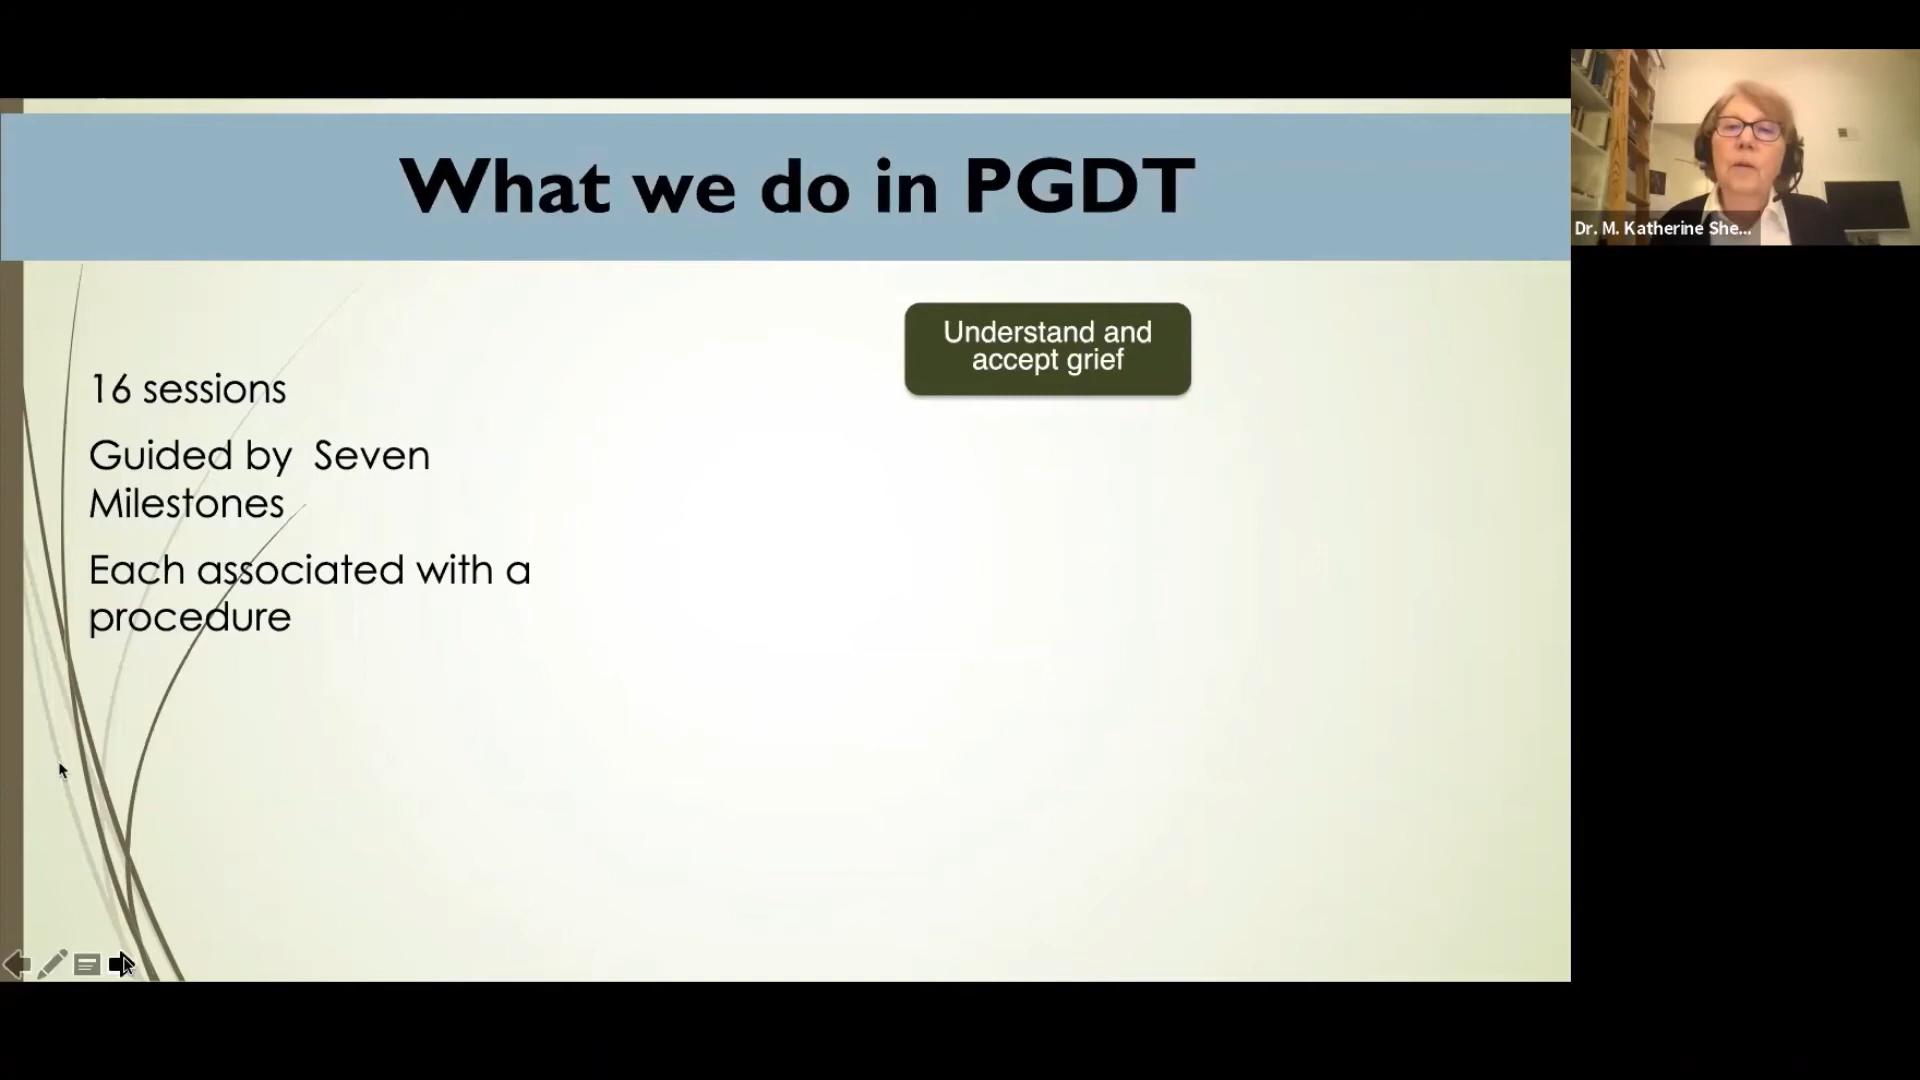 What we do in PGDT
Understand and
accept grief
16 sessions
Guided by  Seven
Milestones
Each associated with a
procedure
Dr. M. Katherine She...